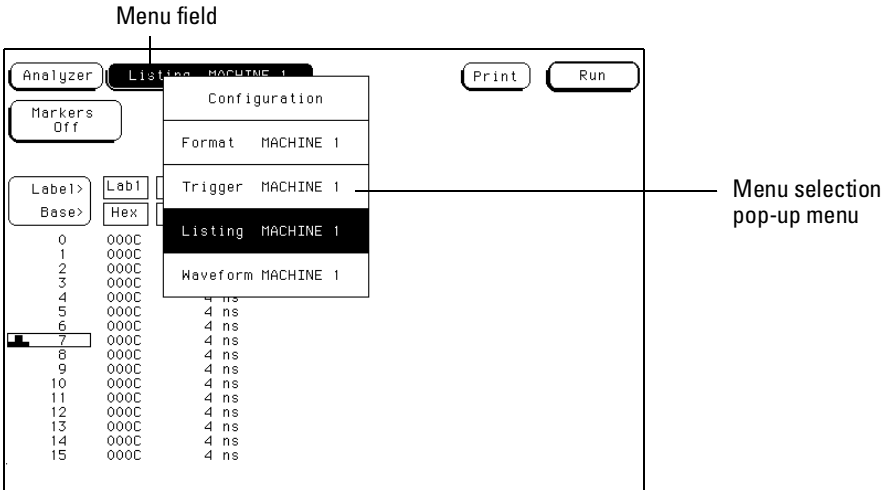 Menu field
Analyzer Listing MACHINE 1 Print Run
Markers
Off
Configuration
Format MACHINE 1
Trigger MACHINE 1
Listing MACHINE 1
Waveform MACHINE 1
Menu selection
pop-up menu
Label> Lab1
Base> Hex
0 000C
1 000C
2 000C
3 000C
4 000C 4 ns
5 000C 4 ns
6 000C 4 ns
7 000C 4 ns
8 000C 4 ns
9 000C 4 ns
10 000C 4 ns
11 000C 4 ns
12 000C 4 ns
13 000C 4 ns
14 000C 4 ns
15 000C 4 ns